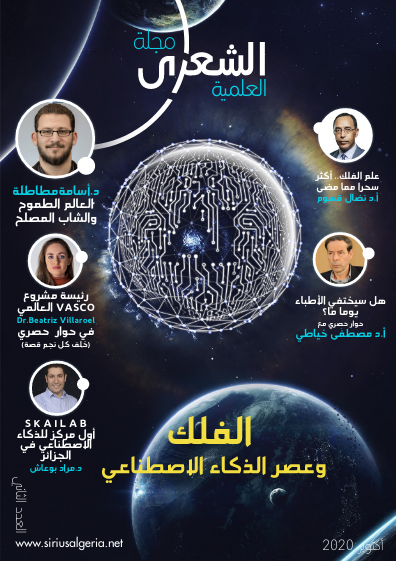 مجلة
الشعرى
العلمية
علم الفلك.. أكثر
سحرا مما مضى
أ.د نضال قسوم
هل سيختفي الأطباء
يوما ما؟
حوار حصري مع
أ.د مصطفى خياطي
د.أسامة مطاطلة
العالم الطموح
والشاب المصلح
رئيسة مشروع
VASCO العالمي
Dr.Beatriz Villaroel
في حوار حصري
(خلف كل نجم قصة)
SKAILAB
أول مركز للذكاء
الاصطناعي في
الجزائر
د.مراد بوعاش
الفلك
وعصر الذكاء الاصطناعي
العدد الثاني
www.siriusalgeria.net
أكتوبر 2020